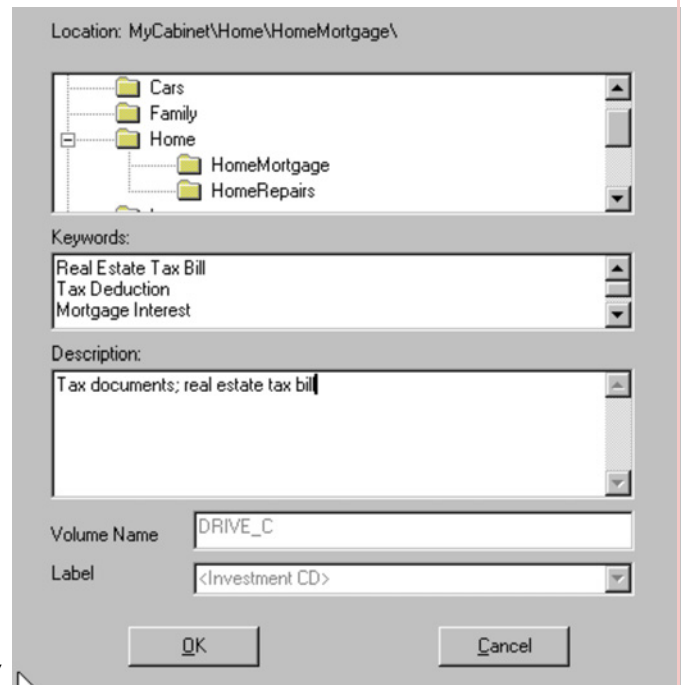 Location: MyCabinet\Home\HomeMortgage\
Cars
Family
Home
HomeMortgage
HomeRepairs
Keywords:
Real Estate Tax Bill
Tax Deduction
Mortgage Interest
Description:
Tax documents; real estate tax bill
Volume Name DRIVE_C
Label <Investment CD>
OK Cancel